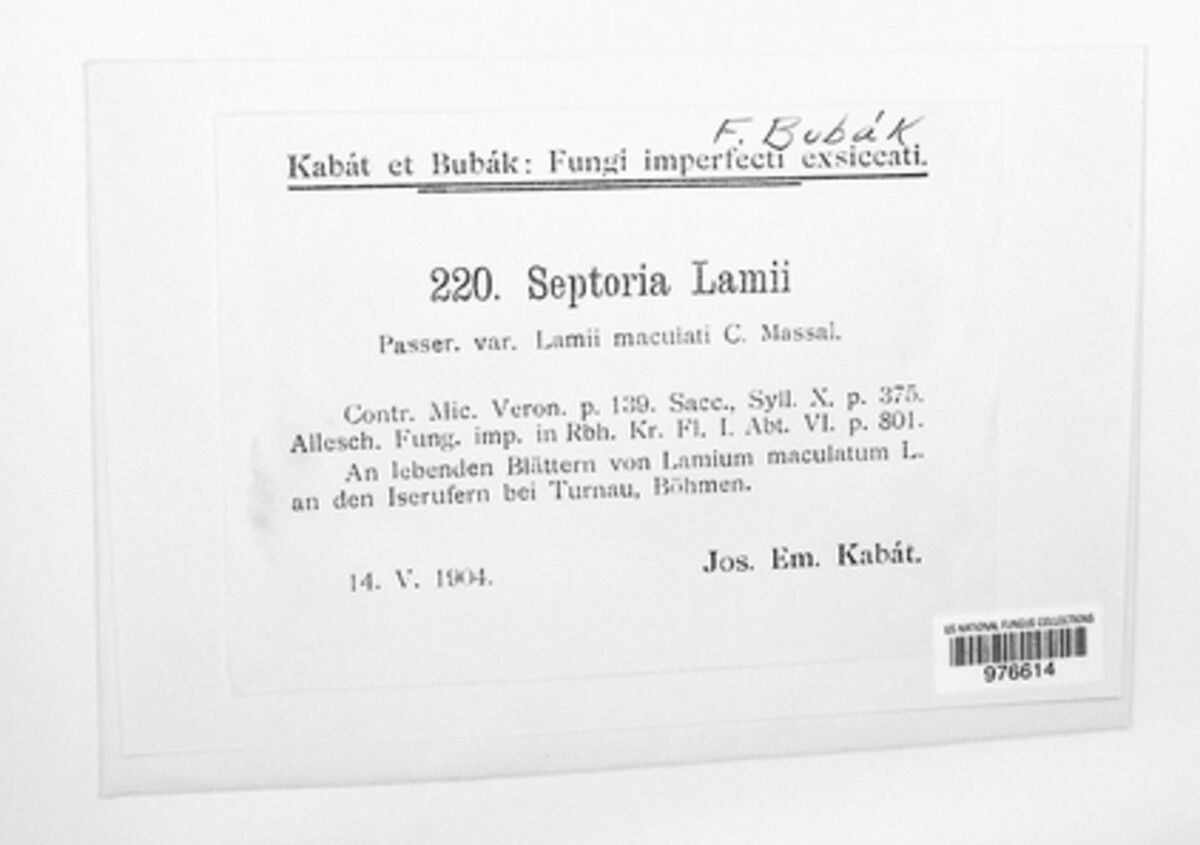 F. Bubák
Kabát et Bubák: Fungi imperfecti exsiccati.
220. Septoria Lamii
Passer. var. Lamii maculati C. Massal.
Contr. Mic. Veron. p. 139. Sacc., Syll. X. p. 375.
Allesch. Fung. imp. in Rbh. Kr. Fl. I. Abt. VI. p. 801.
An lebenden Blättern von Lamium maculatum L.
an den Iserufern bei Turnau, Böhmen.
14. V. 1904.
Jos. Em. Kabát.
US NATIONAL FUNGUS COLLECTIONS
976614